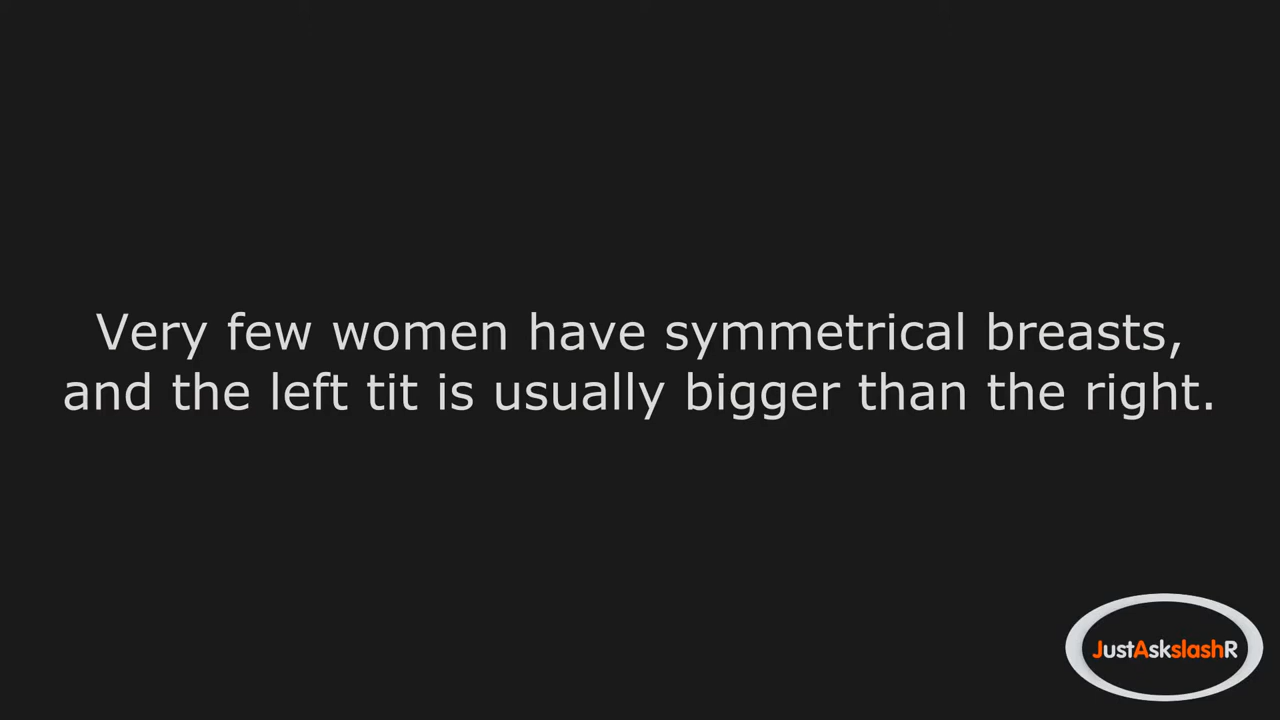 Very few women have symmetrical breasts,
and the left tit is usually bigger than the right.
JustAskslashR